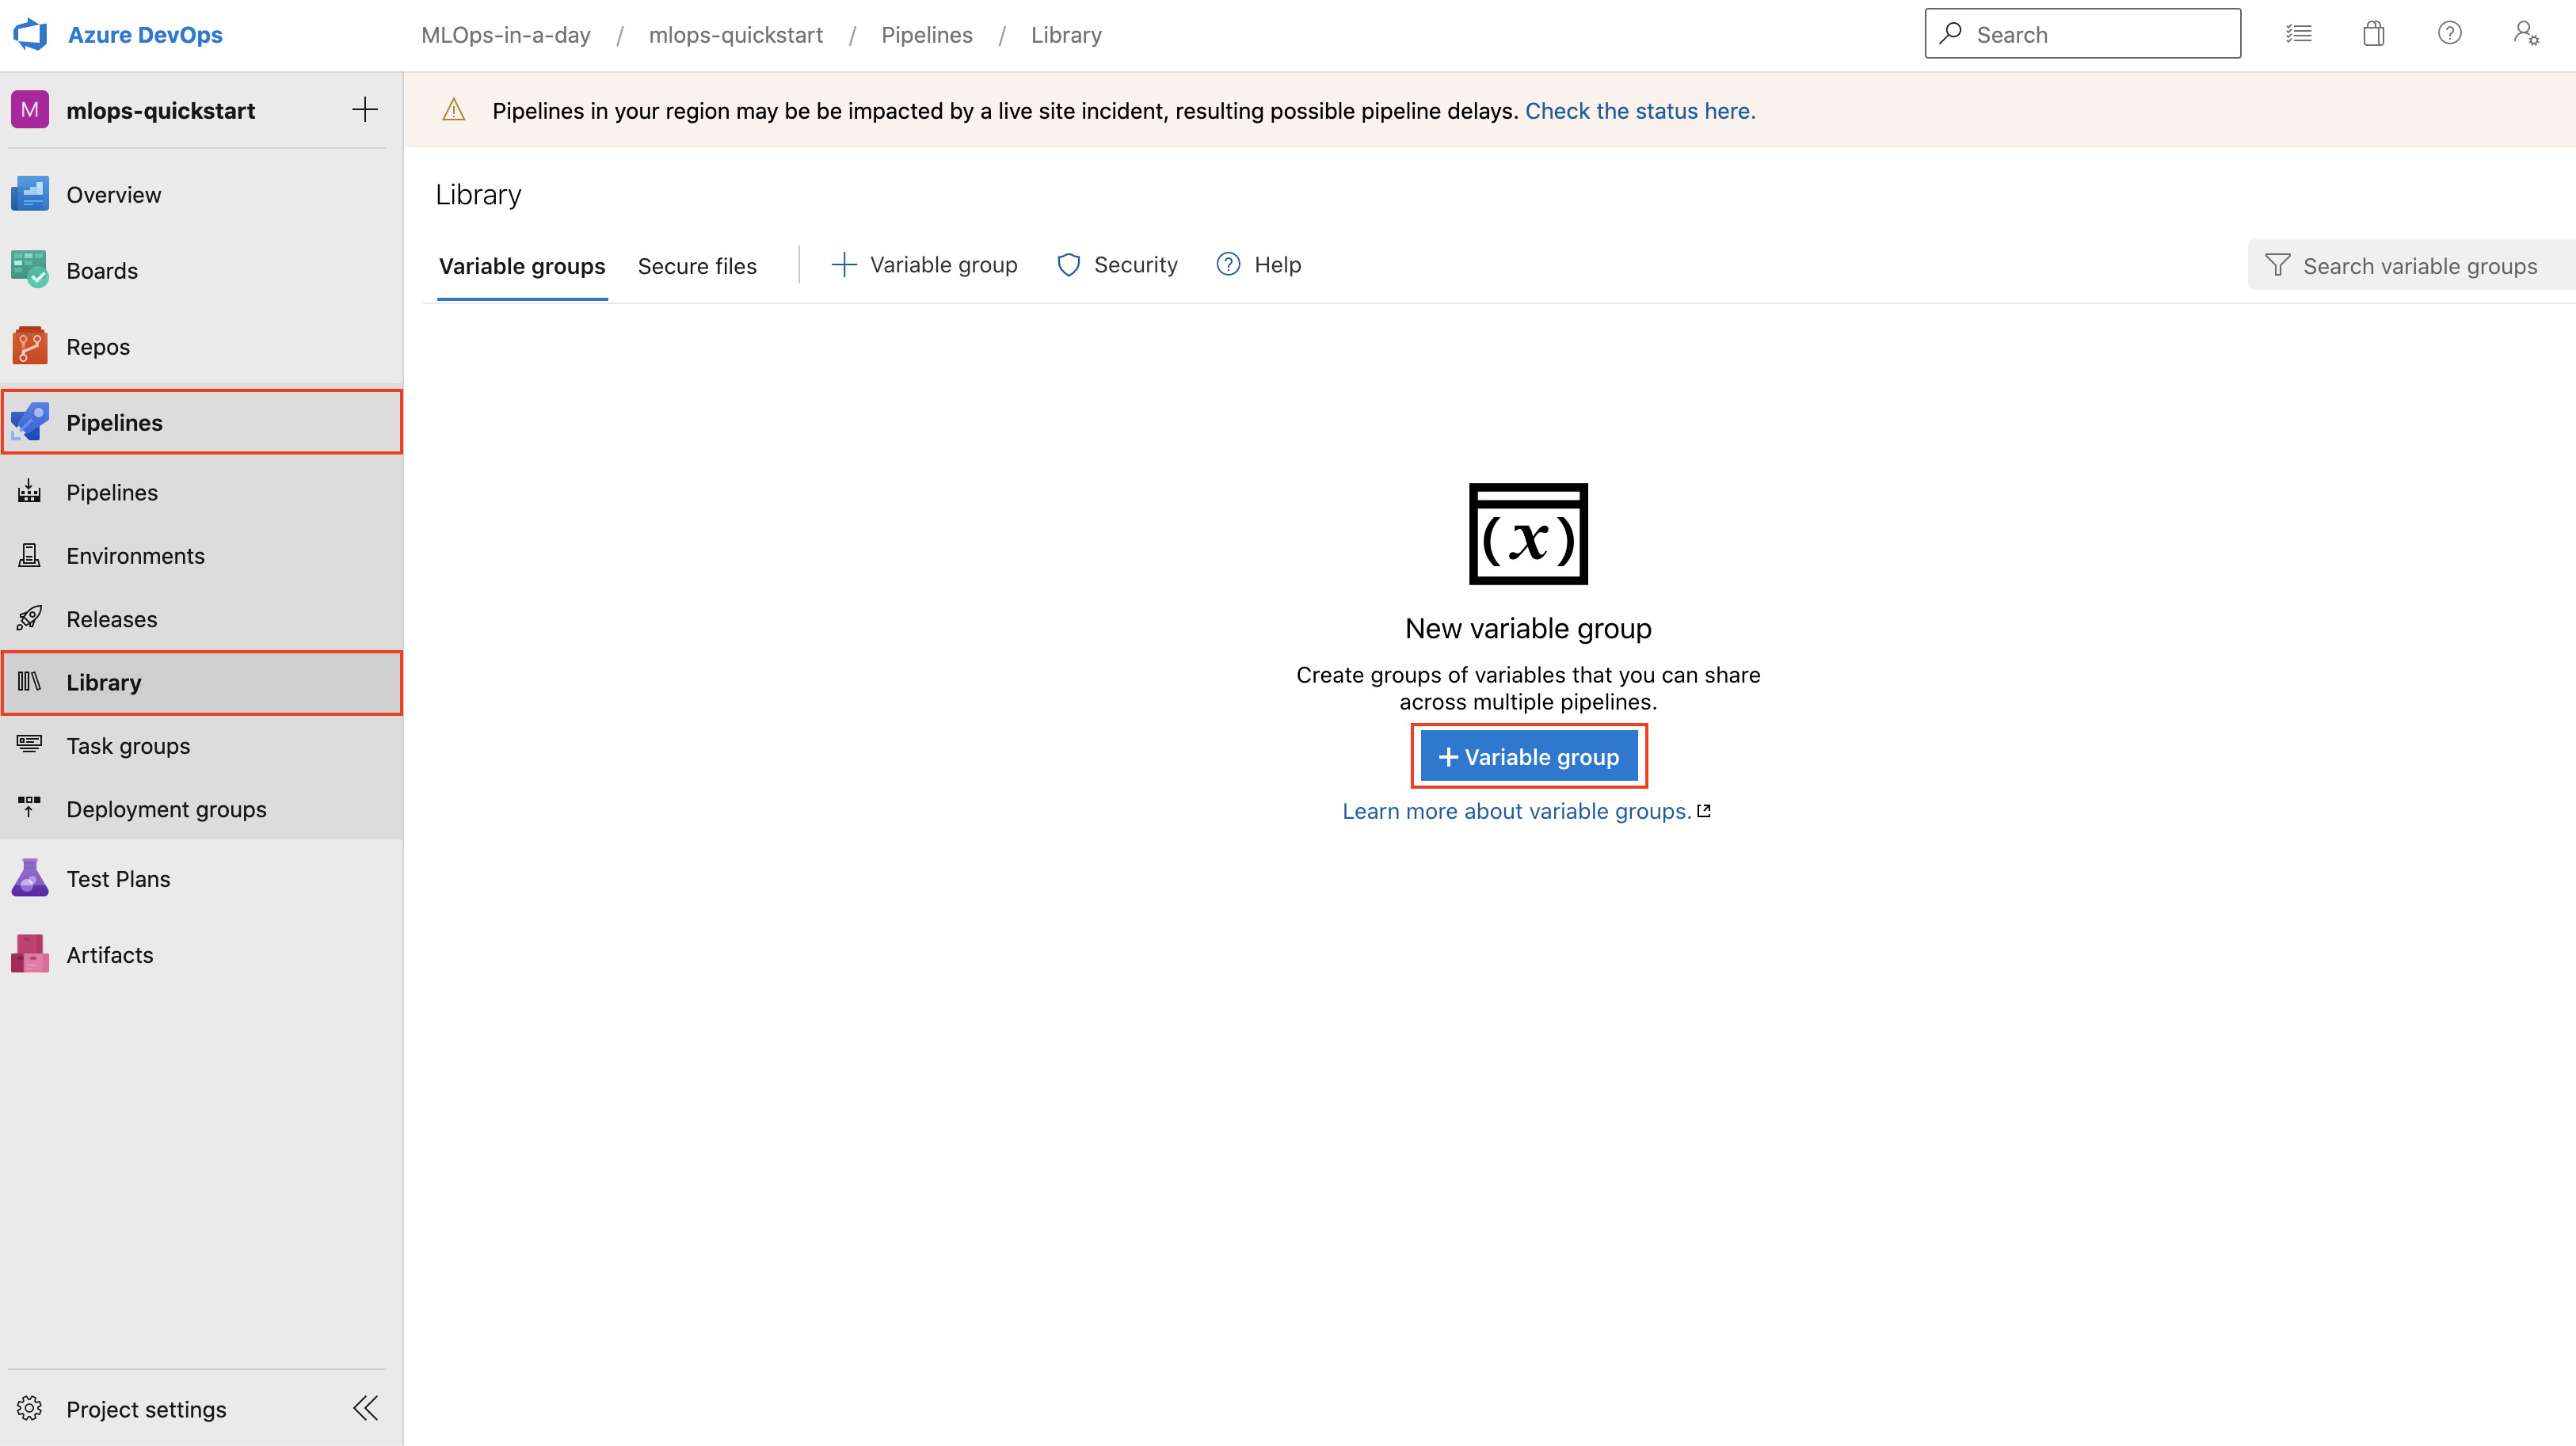 Azure DevOps
MLOps-in-a-day / mlops-quickstart / Pipelines / Library
Search
M mlops-quickstart
Pipelines in your region may be be impacted by a live site incident, resulting possible pipeline delays. Check the status here.
Overview
Boards
Repos
Pipelines
Pipelines
Environments
Releases
Library
Task groups
Deployment groups
Test Plans
Artifacts
Project settings
Library
Variable groups Secure files + Variable group Security ? Help
Search variable groups
(x)
New variable group
Create groups of variables that you can share
across multiple pipelines.
+ Variable group
Learn more about variable groups.